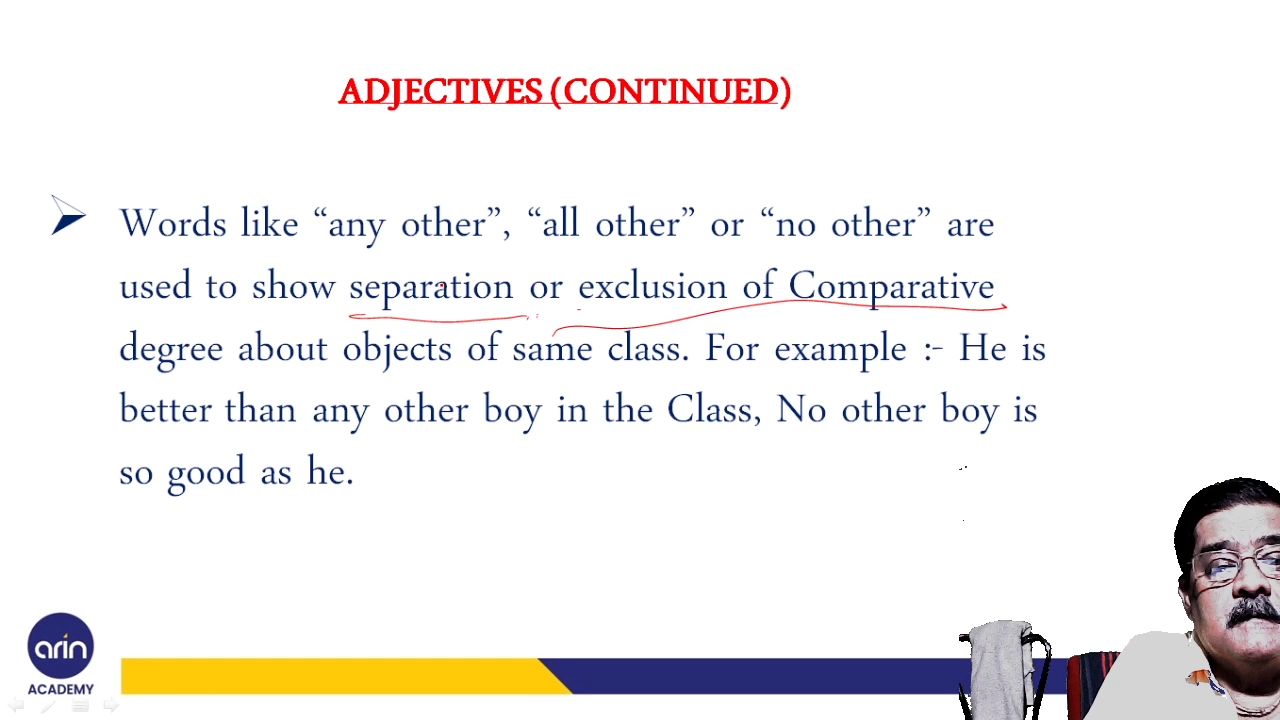 ADJECTIVES (CONTINUED)
Words like “any other”, “all other” or “no other” are
used to show separation or exclusion of Comparative
degree about objects of same class. For example :- He is
better than any other boy in the Class, No other boy is
so good as he.
arin
ACADEMY